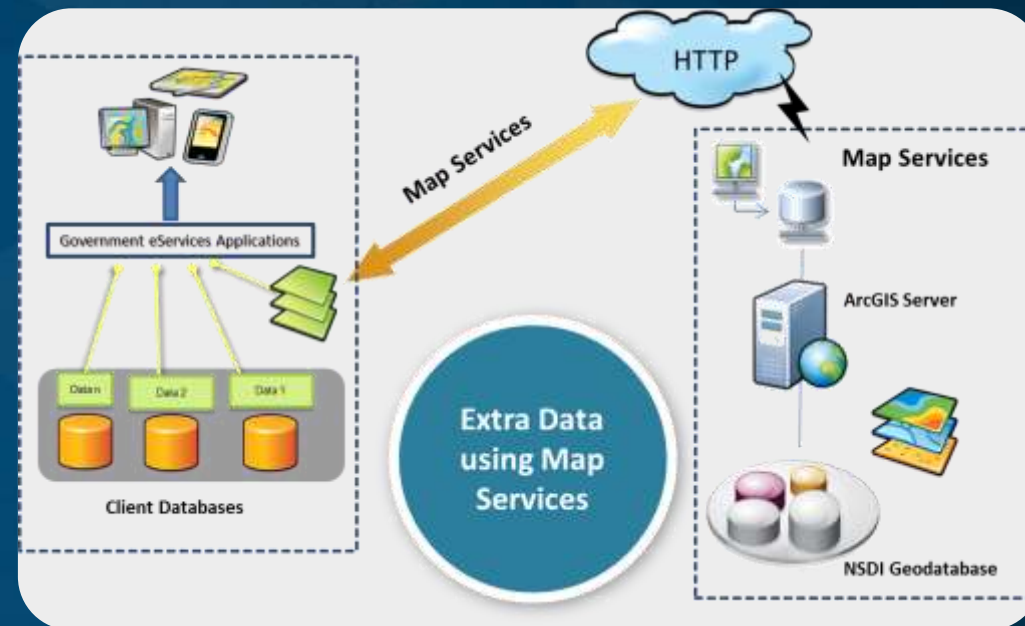 HTTP
Map Services
Government eServices Applications
Data n
Data 2
Data 1
Client Databases
Extra Data
using Map
Services
Map Services
ArcGIS Server
NSDI Geodatabase